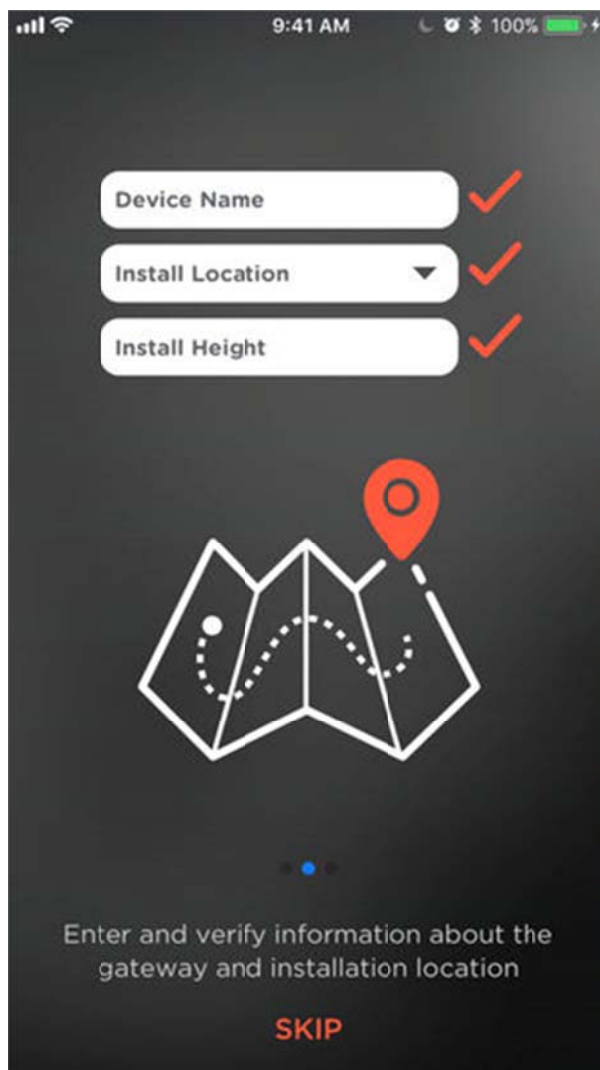 9:41 AM 100%
Device Name
Install Location
Install Height
Enter and verify information about the
gateway and installation location
SKIP